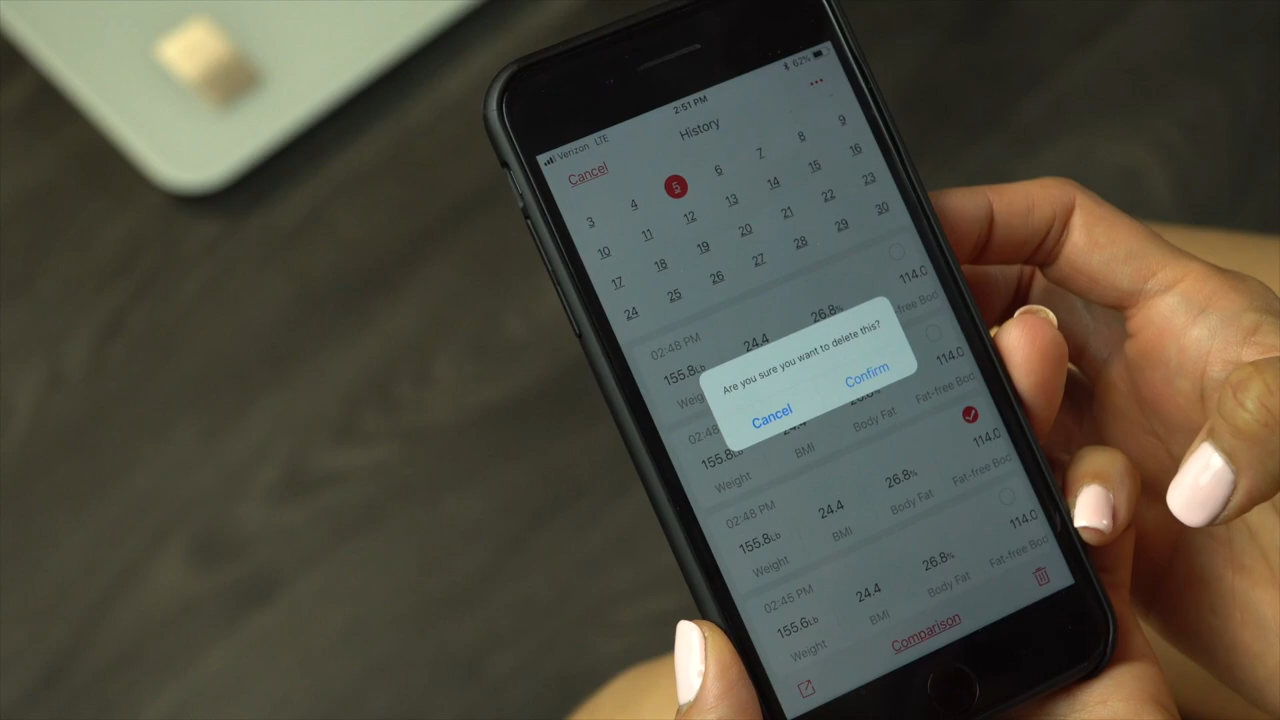 Verizon LTE 2:51 PM 62%
Cancel History •••
3 4 5 6 7 8 9
10 11 12 13 14 15 16
17 18 19 20 21 22 23
24 25 26 27 28 29 30
02:48 PM
155.8Lb 24.4 26.8% 114.0
Fat-free Bod
Are you sure you want to delete this?
Cancel Confirm
155.8 114.0
Weight BMI Body Fat Fat-free Bod
02:48 PM
155.8Lb 24.4 26.8% 114.0
Weight BMI Body Fat Fat-free Bod
02:45 PM
155.6Lb 24.4 26.8% 114.0
Weight BMI Body Fat Fat-free Bod
Comparison